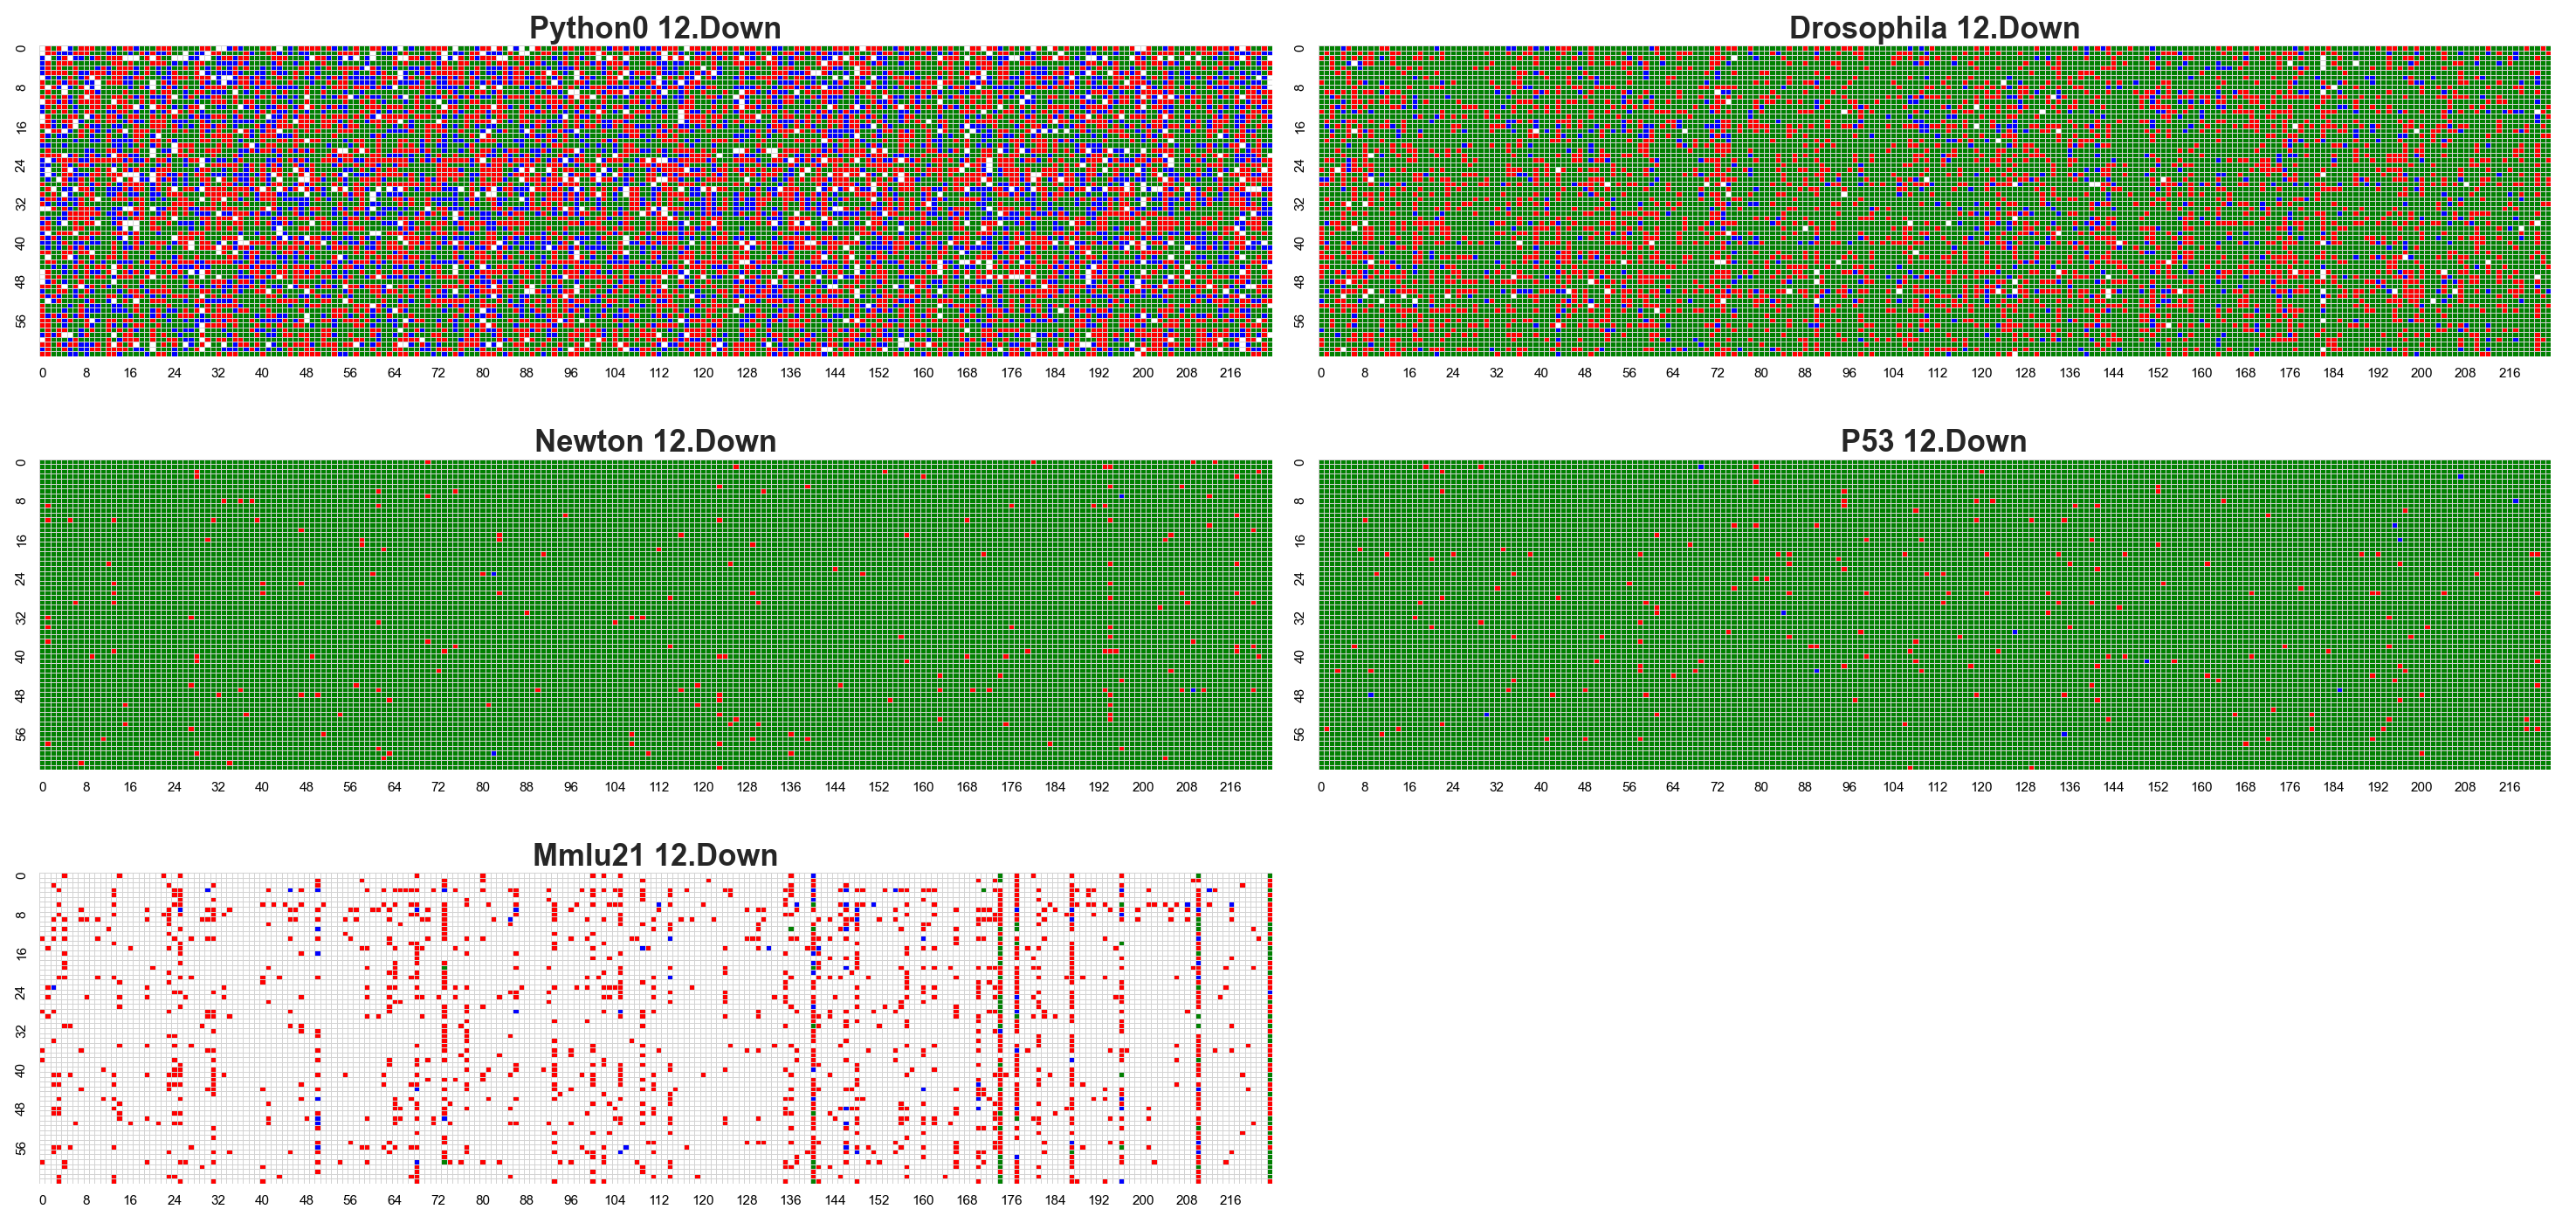 Python0 12.Down
0 8 16 24 32 40 48 56
0 8 16 24 32 40 48 56 64 72 80 88 96 104 112 120 128 136 144 152 160 168 176 184 192 200 208 216
Drosophila 12.Down
0 8 16 24 32 40 48 56
0 8 16 24 32 40 48 56 64 72 80 88 96 104 112 120 128 136 144 152 160 168 176 184 192 200 208 216
Newton 12.Down
0 8 16 24 32 40 48 56
0 8 16 24 32 40 48 56 64 72 80 88 96 104 112 120 128 136 144 152 160 168 176 184 192 200 208 216
P53 12.Down
0 8 16 24 32 40 48 56
0 8 16 24 32 40 48 56 64 72 80 88 96 104 112 120 128 136 144 152 160 168 176 184 192 200 208 216
Mmlu21 12.Down
0 8 16 24 32 40 48 56
0 8 16 24 32 40 48 56 64 72 80 88 96 104 112 120 128 136 144 152 160 168 176 184 192 200 208 216